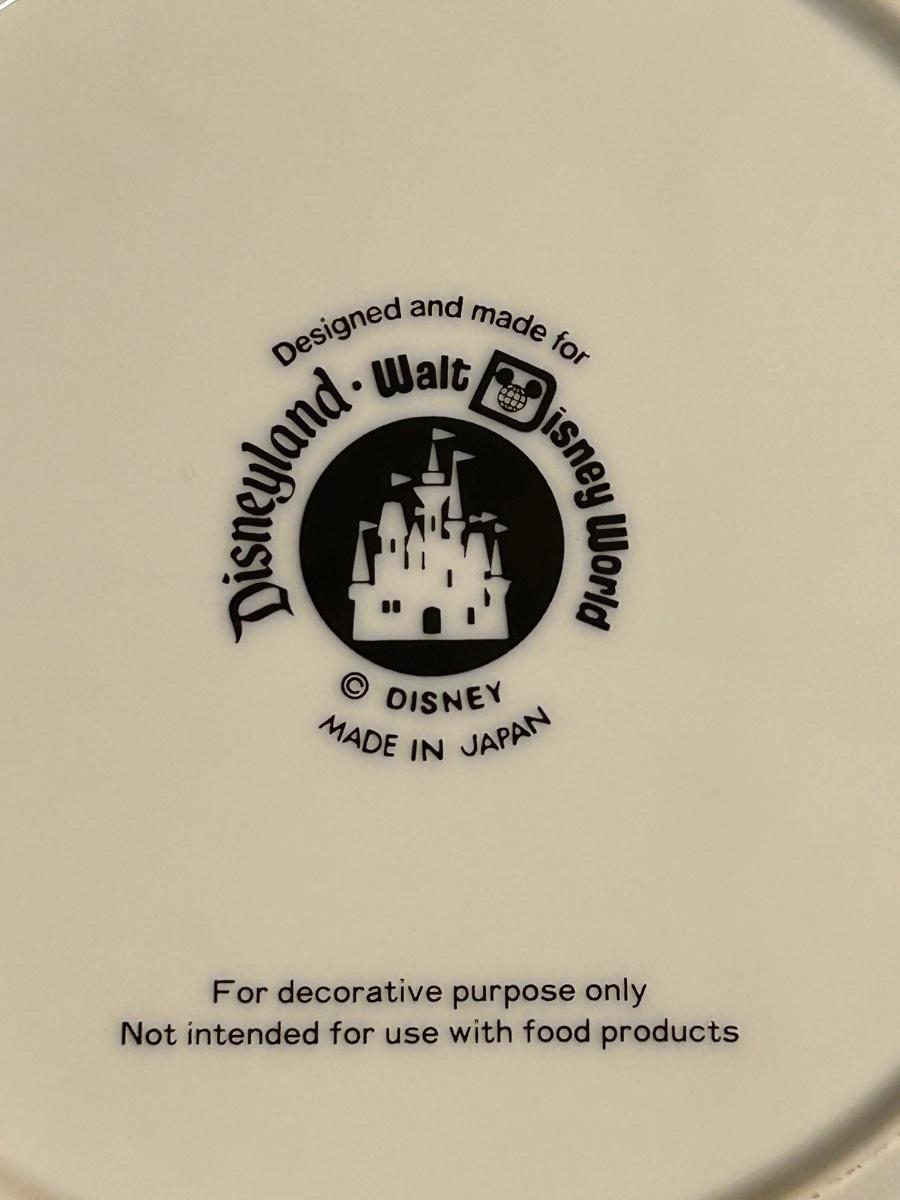 Designed and made for
Disneyland · Walt Disney World
© DISNEY
MADE IN JAPAN
For decorative purpose only
Not intended for use with food products